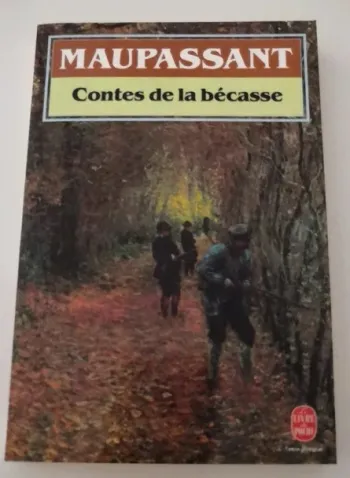 MAUPASSANT
Contes de la bécasse
LE LIVRE
DE POCHE